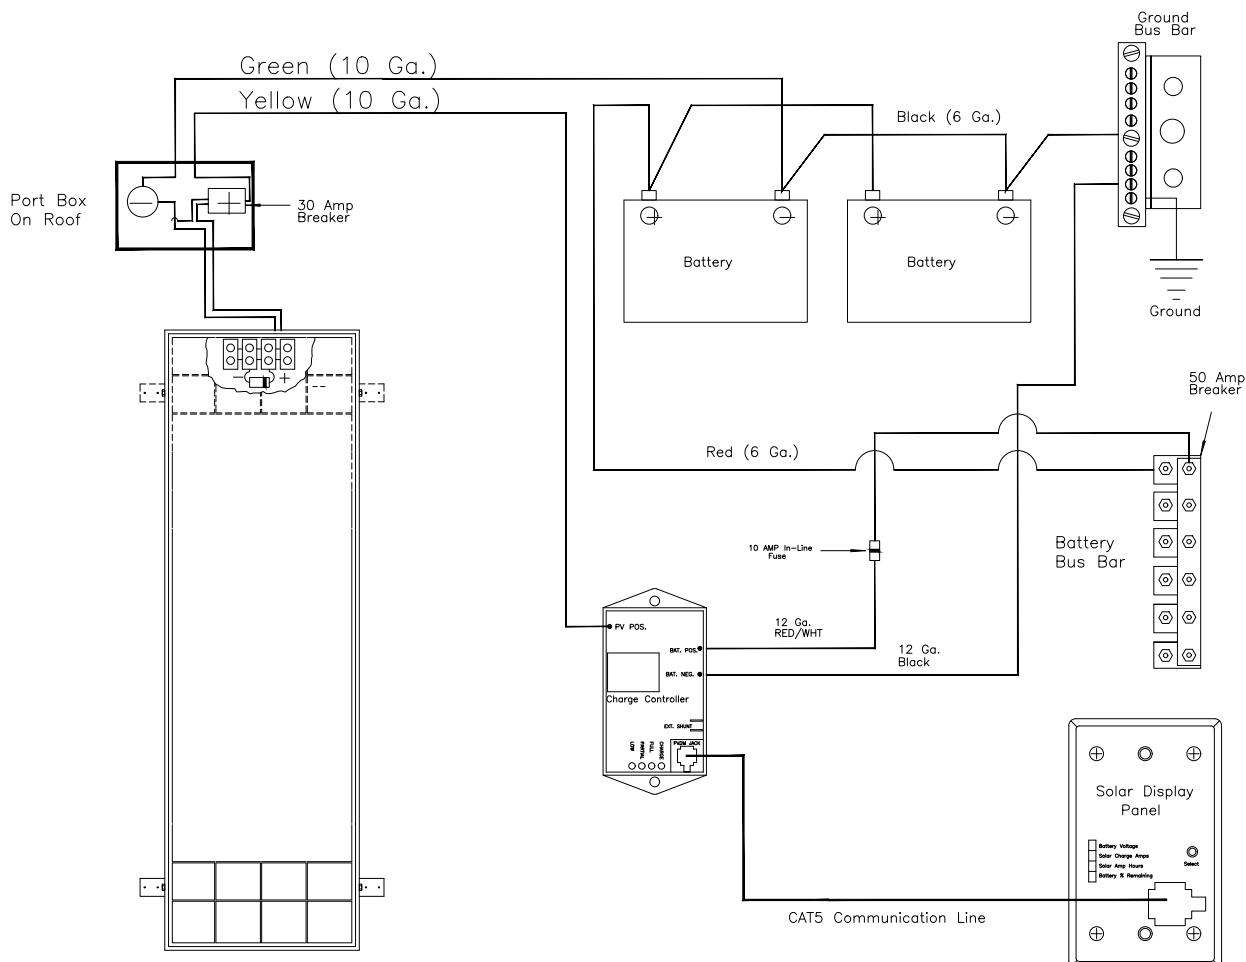 Ground
Bus Bar
Green (10 Ga.)
Yellow (10 Ga.)
Black (6 Ga.)
Port Box
On Roof
30 Amp
Breaker
Battery
Battery
Ground
50 Amp
Breaker
Red (6 Ga.)
Battery
Bus Bar
10 AMP In-Line
Fuse
12 Ga.
RED/WHT
12 Ga.
Black
PV POS.
BAT. POS.
BAT. NEG.
Charge Controller
EXT. SHUNT
PVCM JACK
LOW
PARTIAL
FULL
CHARGE
Solar Display
Panel
Battery Voltage
Solar Charge Amps
Solar Amp Hours
Battery % Remaining
Select
CAT5 Communication Line